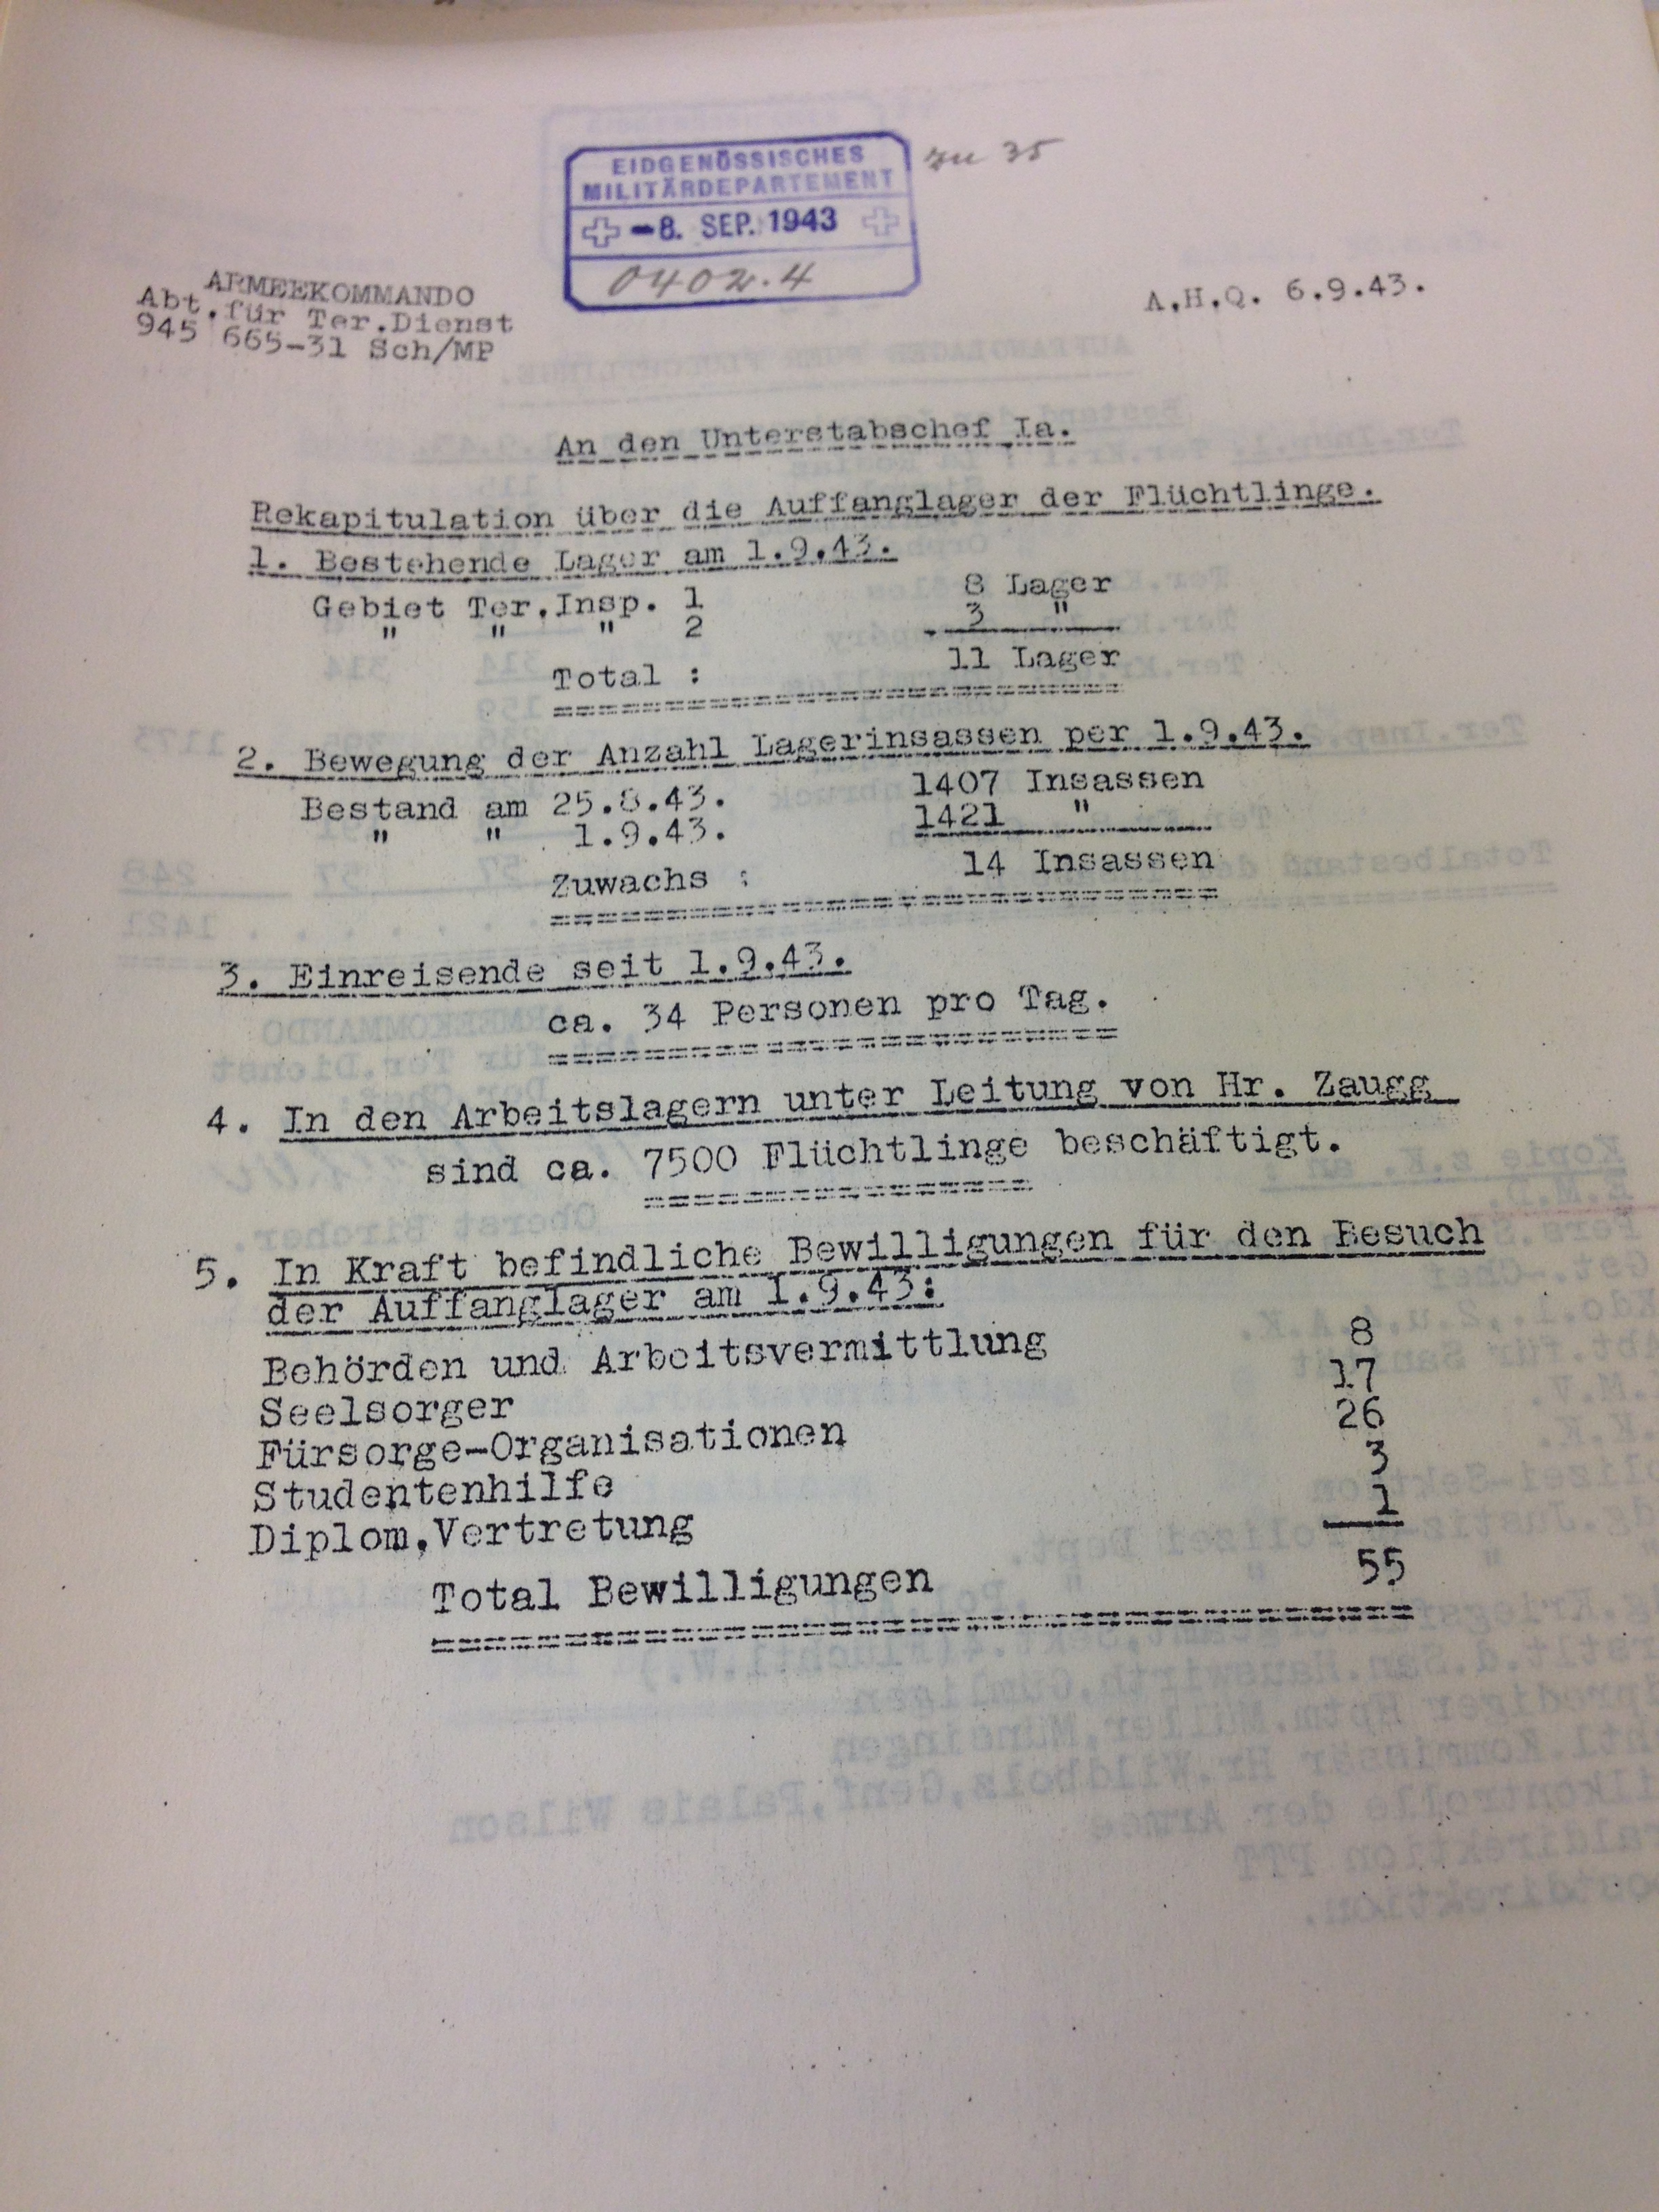 EIDGENÖSSISCHES
MILITÄRDEPARTEMENT
-8. SEP. 1943
0402.4
zu 35
ARMEEKOMMANDO
Abt.für Ter.Dienst
945 665-31 Sch/MP
A.H.Q. 6.9.43.
An den Unterstabschef Ia.
Rekapitulation über die Auffanglager der Flüchtlinge.
1. Bestehende Lager am 1.9.43.
Gebiet Ter.Insp. 1 8 Lager
" " " 2 3 "
Total : 11 Lager
2. Bewegung der Anzahl Lagerinsassen per 1.9.43.
Bestand am 25.8.43. 1407 Insassen
" " 1.9.43. 1421 "
Zuwachs : 14 Insassen
3. Einreisende seit 1.9.43.
ca. 34 Personen pro Tag.
4. In den Arbeitslagern unter Leitung von Hr. Zaugg
sind ca. 7500 Flüchtlinge beschäftigt.
5. In Kraft befindliche Bewilligungen für den Besuch
der Auffanglager am 1.9.43:
Behörden und Arbeitsvermittlung 8
Seelsorger 17
Fürsorge-Organisationen 26
Studentenhilfe 3
Diplom.Vertretung 1
Total Bewilligungen 55